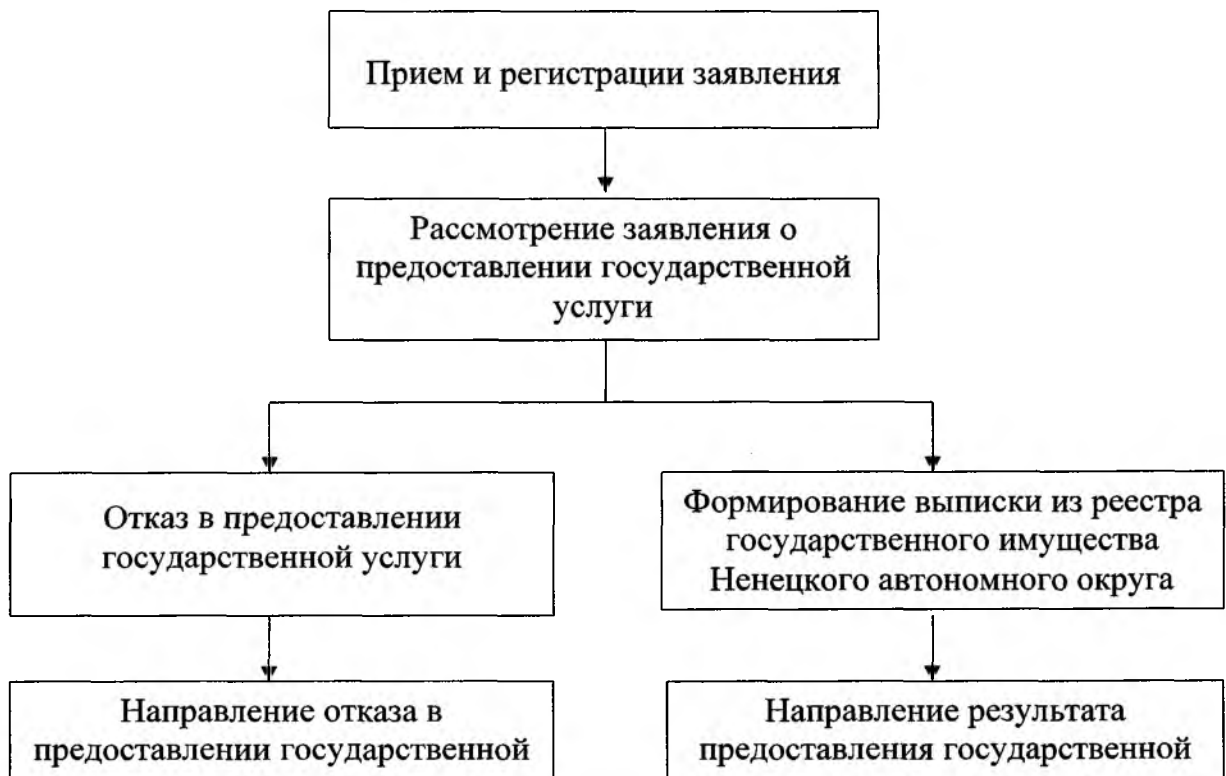 Прием и регистрации заявления
Рассмотрение заявления о
предоставлении государственной
услуги
Отказ в предоставлении
государственной услуги
Формирование выписки из реестра
государственного имущества
Ненецкого автономного округа
Направление отказа в
предоставлении государственной
Направление результата
предоставления государственной